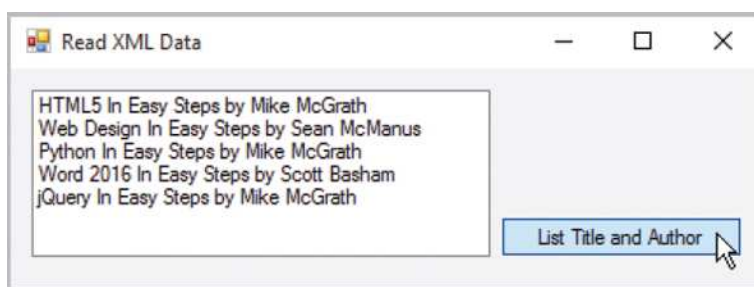 Read XML Data
HTML5 In Easy Steps by Mike McGrath
Web Design In Easy Steps by Sean McManus
Python In Easy Steps by Mike McGrath
Word 2016 In Easy Steps by Scott Basham
jQuery In Easy Steps by Mike McGrath
List Title and Author